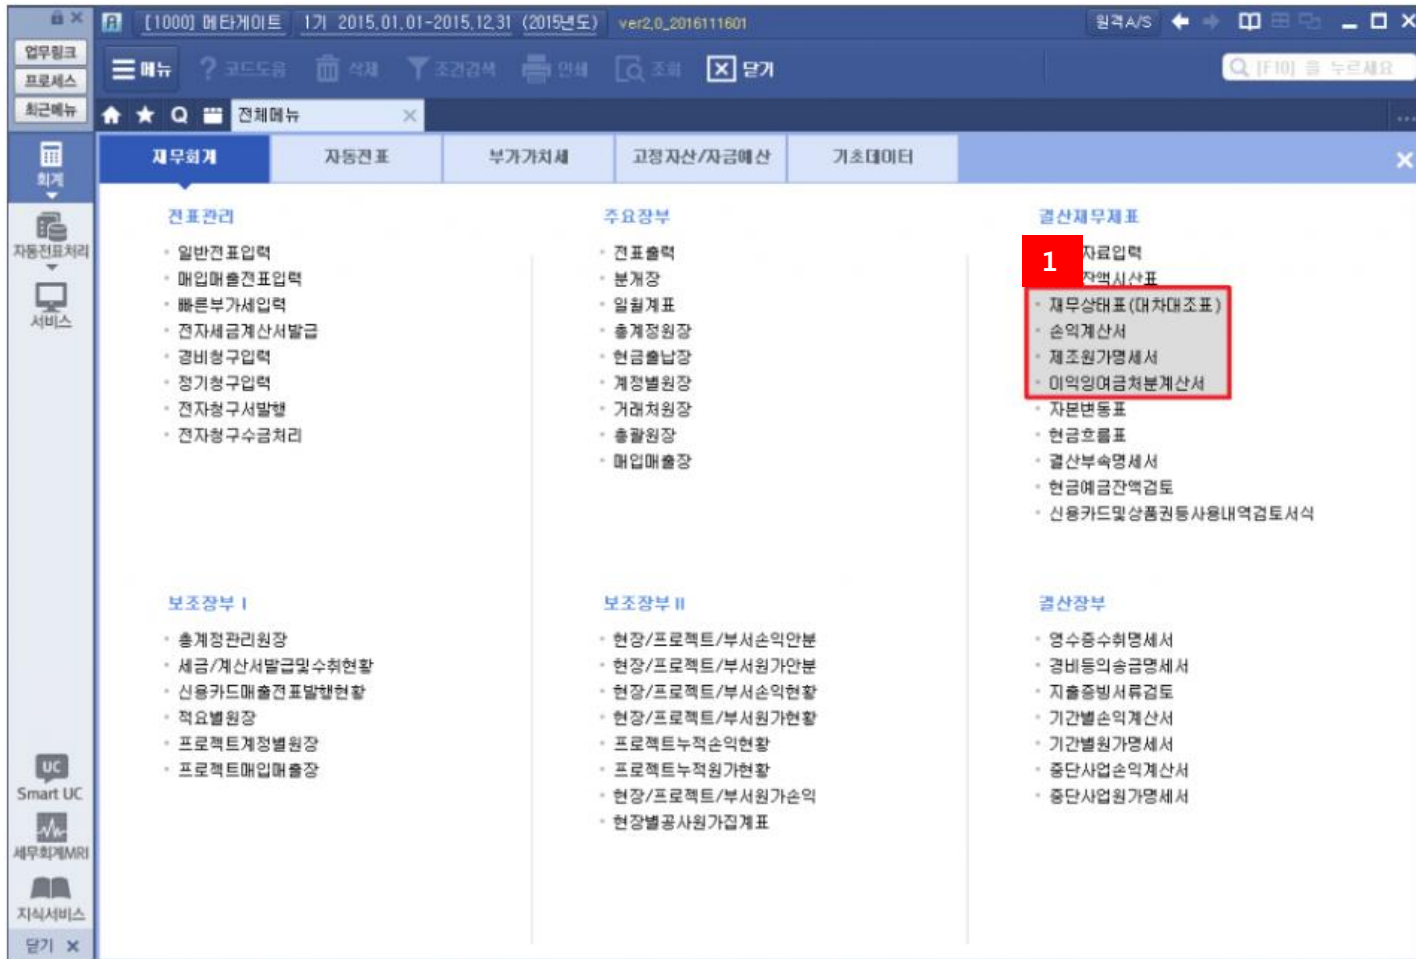 [1000] 메타게이트 1기 2015.01.01-2015.12.31 (2015년도) ver2.0_2016111601 원격A/S
업무링크
프로세스
최근메뉴
메뉴 ? 코드도움 삭제 조건검색 인쇄 조회 닫기 [F10] 을 누르세요
전체메뉴
재무회계 자동전표 부가가치세 고정자산/자금예산 기초데이터
회계
자동전표처리
서비스
Smart UC
세무회계MRI
지식서비스
닫기
전표관리
일반전표입력
매입매출전표입력
빠른부가세입력
전자세금계산서발급
경비청구입력
정기청구입력
전자청구서발행
전자청구수금처리
주요장부
전표출력
분개장
일월계표
총계정원장
현금출납장
계정별원장
거래처원장
총괄원장
매입매출장
결산재무제표
1
자료입력
잔액시산표
재무상태표(대차대조표)
손익계산서
제조원가명세서
이익잉여금처분계산서
자본변동표
현금흐름표
결산부속명세서
현금예금잔액검토
신용카드및상품권등사용내역검토서식
보조장부 I
총계정관리원장
세금/계산서발급및수취현황
신용카드매출전표발행현황
적요별원장
프로젝트계정별원장
프로젝트매입매출장
보조장부 II
현장/프로젝트/부서손익안분
현장/프로젝트/부서원가안분
현장/프로젝트/부서손익현황
현장/프로젝트/부서원가현황
프로젝트누적손익현황
프로젝트누적원가현황
현장/프로젝트/부서원가손익
현장별공사원가집계표
결산장부
영수증수취명세서
경비등의송금명세서
지출증빙서류검토
기간별손익계산서
기간별원가명세서
중단사업손익계산서
중단사업원가명세서